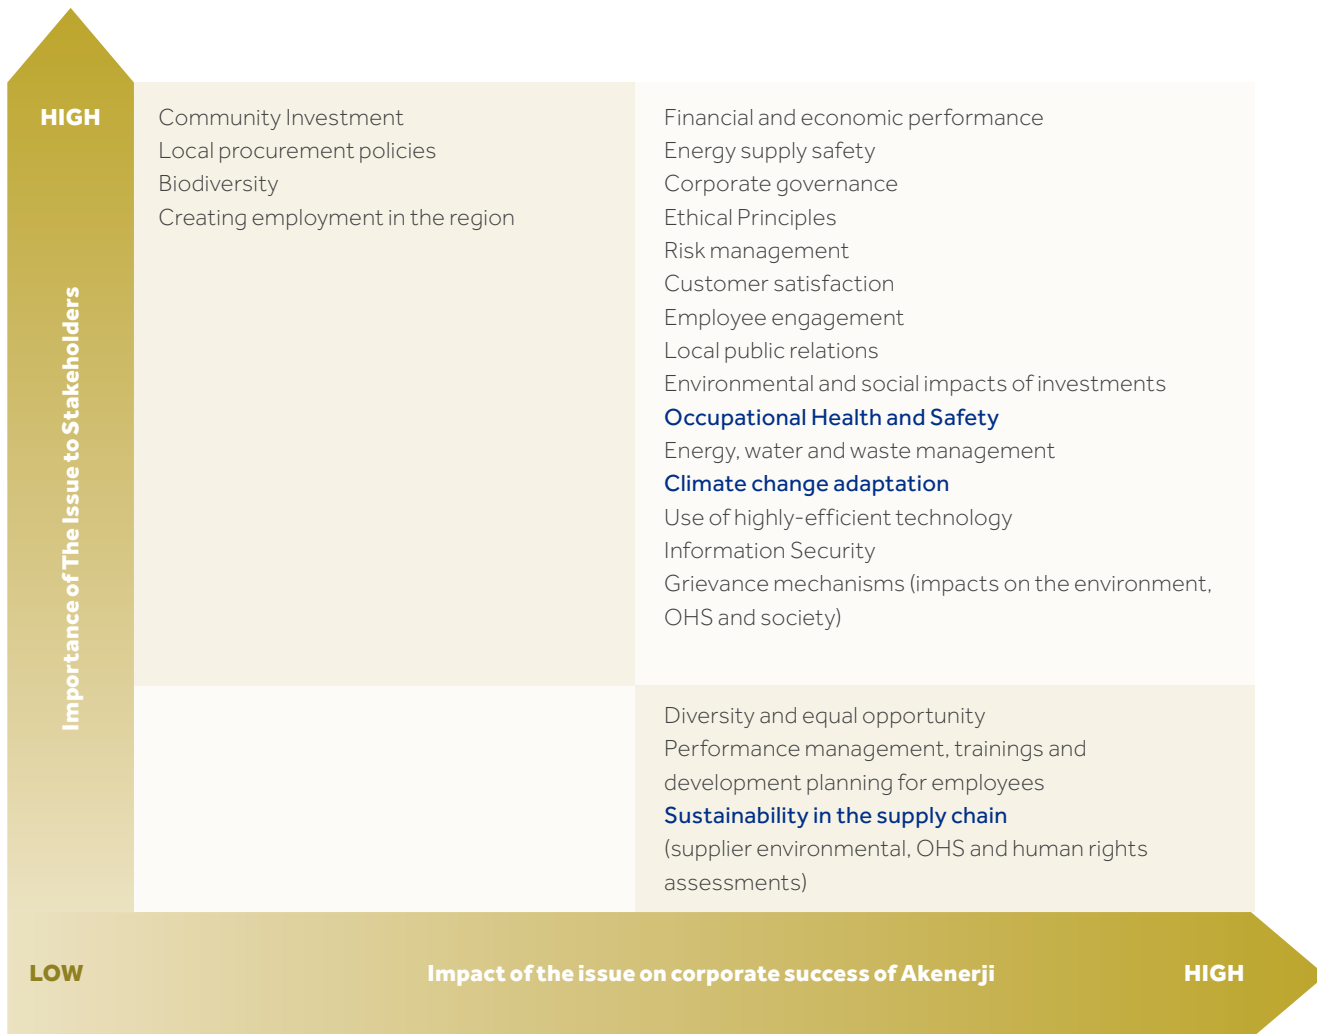 HIGH
Importance of The Issue to Stakeholders
Community Investment
Local procurement policies
Biodiversity
Creating employment in the region
Financial and economic performance
Energy supply safety
Corporate governance
Ethical Principles
Risk management
Customer satisfaction
Employee engagement
Local public relations
Environmental and social impacts of investments
Occupational Health and Safety
Energy, water and waste management
Climate change adaptation
Use of highly-efficient technology
Information Security
Grievance mechanisms (impacts on the environment,
OHS and society)
Diversity and equal opportunity
Performance management, trainings and
development planning for employees
Sustainability in the supply chain
(supplier environmental, OHS and human rights
assessments)
LOW
Impact of the issue on corporate success of Akenerji
HIGH